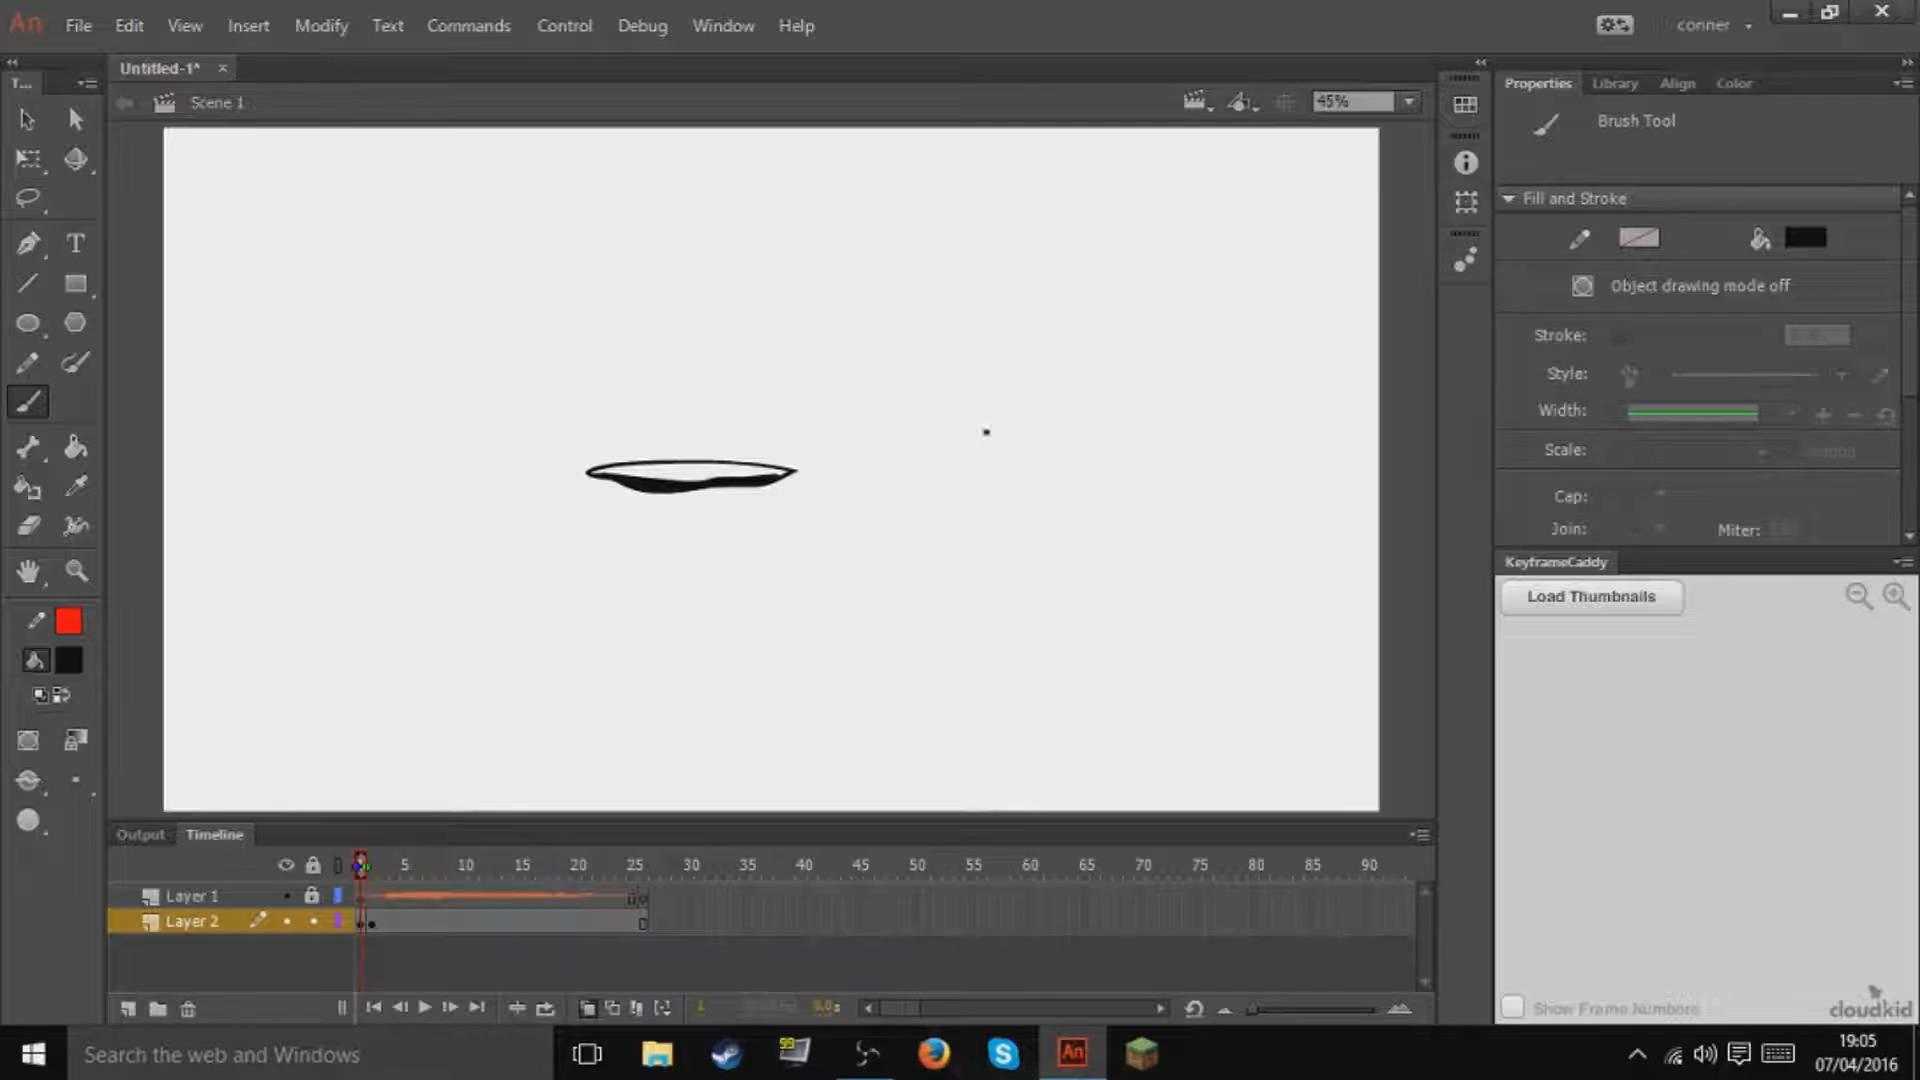 An File Edit View Insert Modify Text Commands Control Debug Window Help conner
Untitled-1* ×
T...
Properties Library Align Color
Scene 1
45%
Brush Tool
Fill and Stroke
Object drawing mode off
Stroke:
Style:
Width:
Scale:
Cap:
Join: Miter:
KeyframeCaddy
Load Thumbnails
Output Timeline
5 10 15 20 25 30 35 40 45 50 55 60 65 70 75 80 85 90
Layer 1
Layer 2
0.0s
Show Frame Numbers
cloudkid
Search the web and Windows
99
An
19:05
07/04/2016